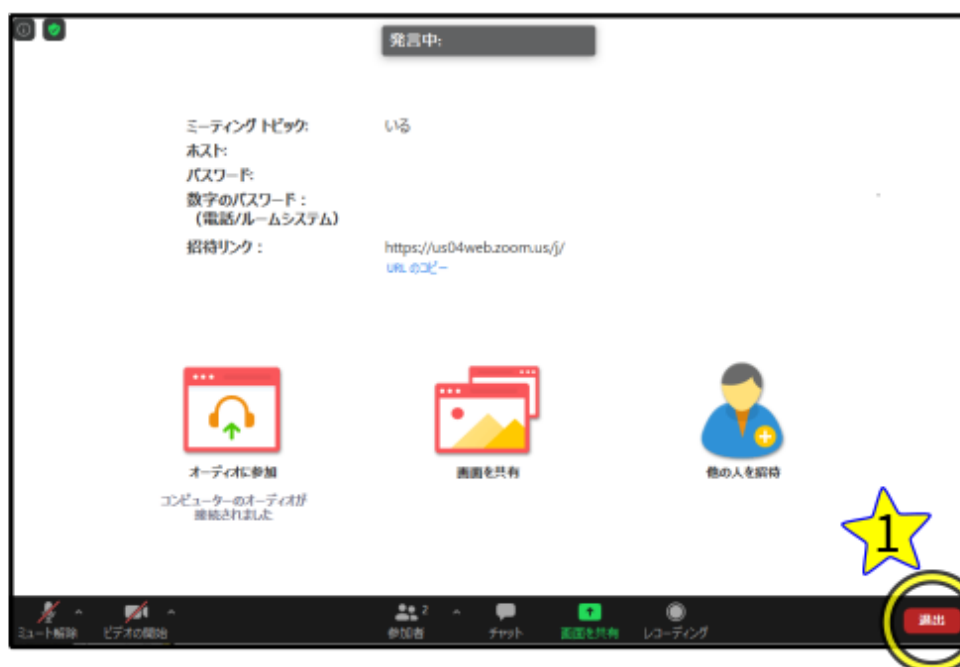 発言中:
ミーティング トピック: いる
ホスト:
パスワード:
数字のパスワード：
（電話/ルームシステム）
招待リンク： https://us04web.zoom.us/j/
URL のコピー
オーディオに参加 画面を共有 他の人を招待
コンピューターのオーディオが
接続されました
1
2
ミュート解除 ビデオの開始 参加者 チャット 画面を共有 レコーディング 退出